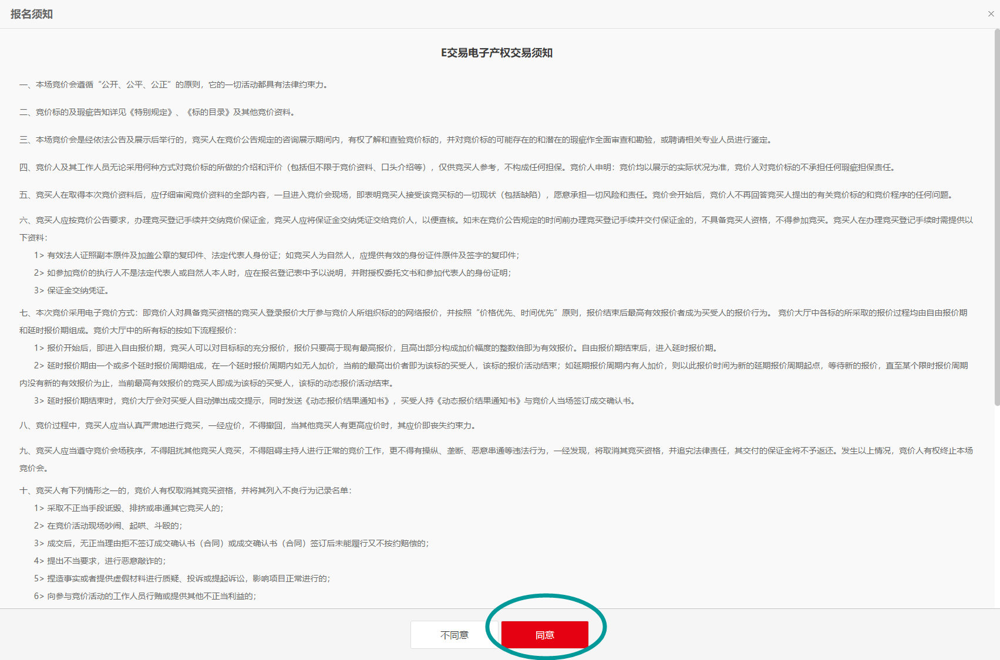 报名须知
E交易电子产权交易须知
一、本场竞价会遵循“公开、公平、公正”的原则，它的一切活动都具有法律约束力。
二、竞价标的及瑕疵告知详见《特别规定》、《标的目录》及其他竞价资料。
三、本场竞价会是经依法公告及展示后举行的，竞买人在竞价公告规定的咨询展示期间内，有权了解和查验竞价标的，并对竞价标的可能存在的和潜在的瑕疵作全面审查和勘验，或聘请相关专业人员进行鉴定。
四、竞价人及其工作人员无论采用何种方式对竞价标的所做的介绍和评价（包括但不限于竞价资料、口头介绍等），仅供竞买人参考，不构成任何担保。竞价人申明：竞价均以展示的实际状况为准，竞价人对竞价标的不承担任何瑕疵担保责任。
五、竞买人在取得本次竞价资料后，应仔细审阅竞价资料的全部内容，一旦进入竞价会现场，即表明竞买人接受该竞买标的一切现状（包括缺陷），愿意承担一切风险和责任。竞价会开始后，竞价人不再回答竞买人提出的有关竞价标的和竞价程序的任何问题。
六、竞买人应按竞价公告要求，办理竞买登记手续并交纳竞价保证金，竞买人应将保证金交纳凭证交给竞价人，以便查核。如未在竞价公告规定的时间前办理竞买登记手续并交付保证金的，不具备竞买人资格，不得参加竞买。竞买人在办理竞买登记手续时需提供以
下资料：
1> 有效法人证照副本原件及加盖公章的复印件、法定代表人身份证；如竞买人为自然人，应提供有效的身份证件原件及签字的复印件；
2> 如参加竞价的执行人不是法定代表人或自然人本人时，应在报名登记表中予以说明，并附授权委托文书和参加代表人的身份证明；
3> 保证金交纳凭证。
七、本次竞价采用电子竞价方式：即竞价人对具备竞买资格的竞买人登录报价大厅参与竞价人所组织标的的网络报价，并按照“价格优先、时间优先”原则，报价结束后最高有效报价者成为买受人的报价行为。 竞价大厅中各标的所采取的报价过程均由自由报价期
和延时报价期组成。竞价大厅中的所有标的按如下流程报价：
1> 报价开始后，即进入自由报价期，竞买人可以对目标标的充分报价，报价只要高于现有最高报价，且高出部分构成加价幅度的整数倍即为有效报价。自由报价期结束后，进入延时报价期。
2> 延时报价期由一个或多个延时报价周期组成，在一个延时报价周期内如无人加价，当前的最高出价者即为该标的买受人，该标的报价活动结束；如延期报价周期内有人加价，则以此报价时间为新的延期报价周期起点，等待新的报价，直至某个限时报价周期
内没有新的有效报价为止，当前最高有效报价的竞买人即成为该标的买受人，该标的动态报价活动结束。
3> 延时报价期结束时，竞价大厅会对买受人自动弹出成交提示，同时发送《动态报价结果通知书》，买受人持《动态报价结果通知书》与竞价人当场签订成交确认书。
八、竞价过程中，竞买人应当认真严肃地进行竞买，一经应价，不得撤回，当其他竞买人有更高应价时，其应价即丧失约束力。
九、竞买人应当遵守竞价会场秩序，不得阻扰其他竞买人竞买，不得阻碍主持人进行正常的竞价工作，更不得有操纵、垄断、恶意串通等违法行为，一经发现，将取消其竞买资格，并追究法律责任，其交付的保证金将不予返还。发生以上情况，竞价人有权终止本场
竞价会。
十、竞买人有下列情形之一的，竞价人有权取消其竞买资格，并将其列入不良行为记录名单：
1> 采取不正当手段诋毁、排挤或串通其它竞买人的；
2> 在竞价活动现场吵闹、起哄、斗殴的；
3> 成交后，无正当理由拒不签订成交确认书（合同）或成交确认书（合同）签订后未能履行又不按约赔偿的；
4> 提出不当要求，进行恶意敲诈的；
5> 捏造事实或者提供虚假材料进行质疑、投诉或提起诉讼，影响项目正常进行的；
6> 向参与竞价活动的工作人员行贿或提供其他不正当利益的；
不同意 同意